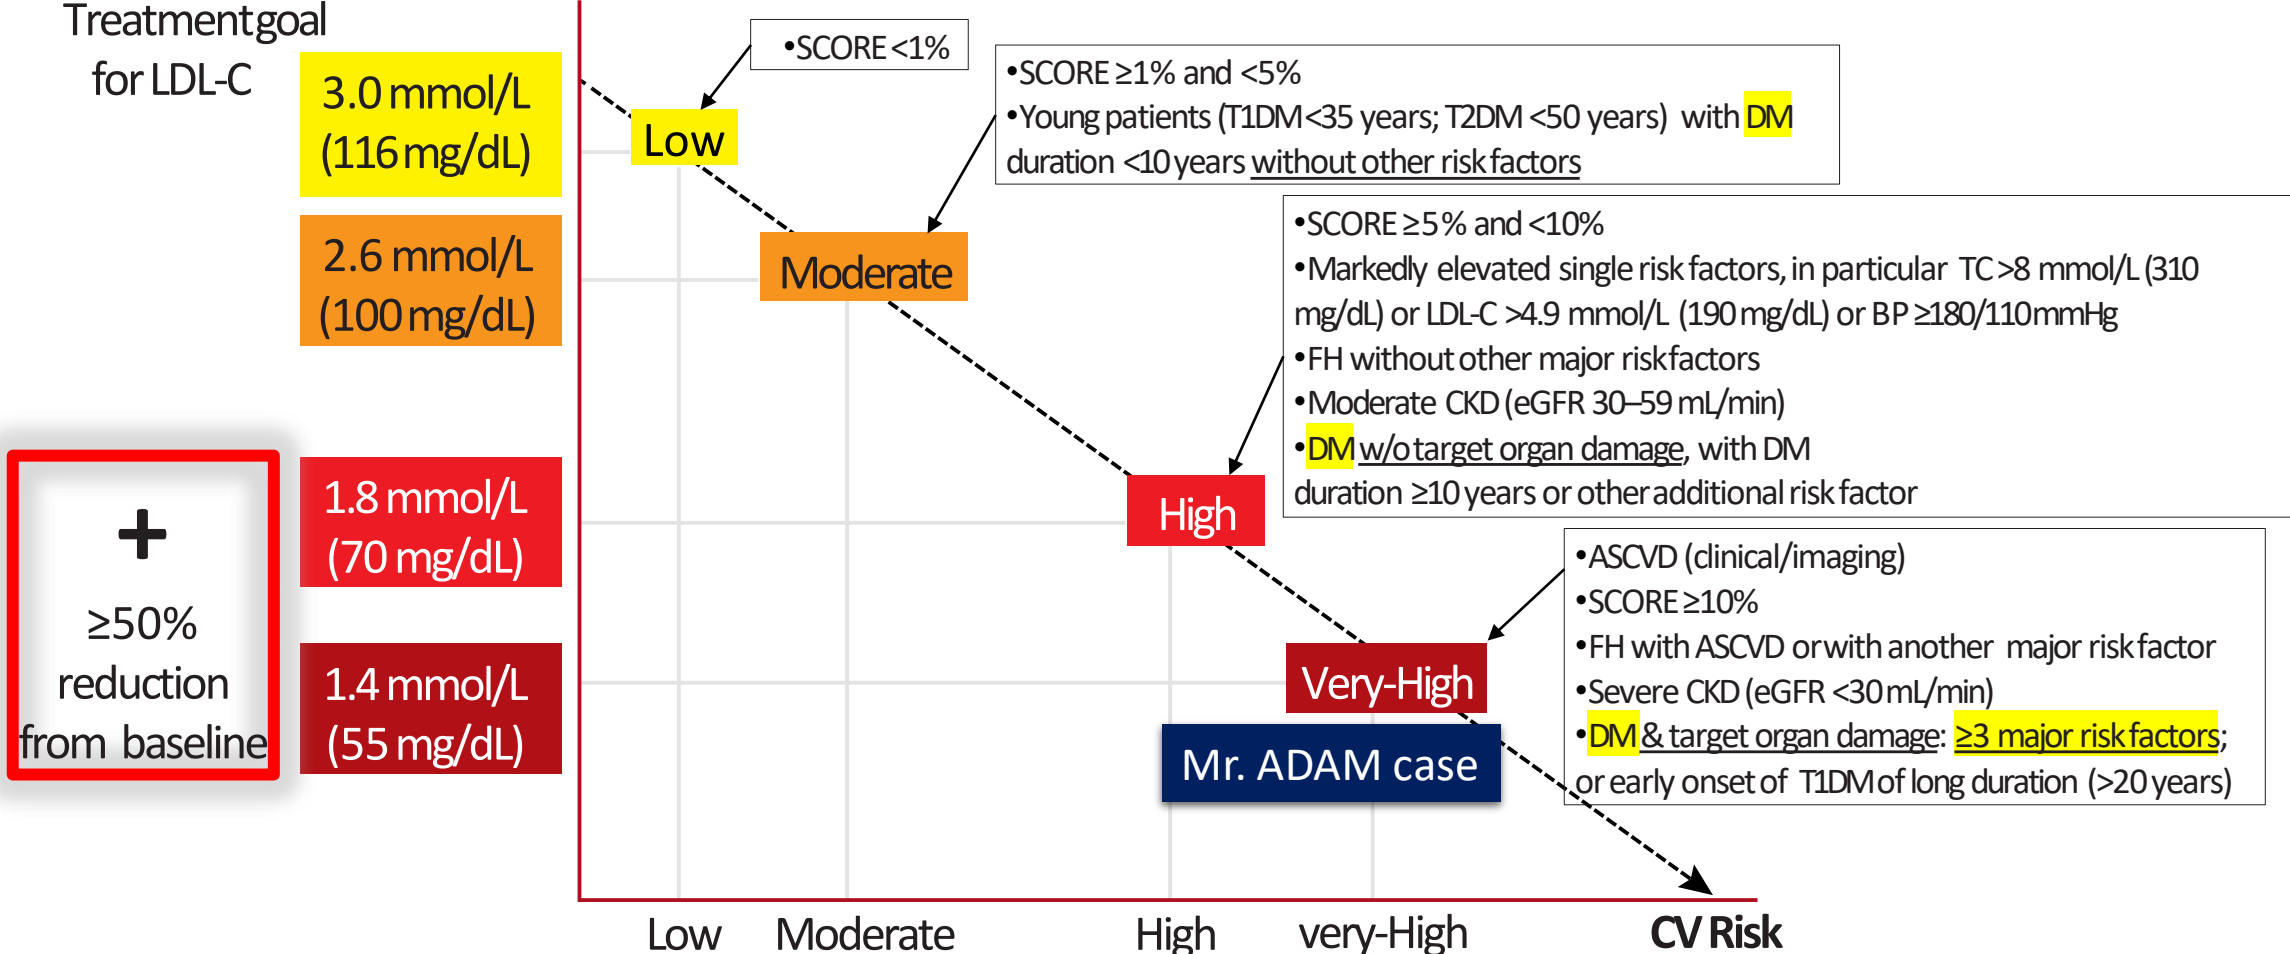 Treatment goal
for LDL-C
3.0 mmol/L
(116 mg/dL)
2.6 mmol/L
(100 mg/dL)
1.8 mmol/L
(70 mg/dL)
1.4 mmol/L
(55 mg/dL)
+
≥50%
reduction
from baseline
Low
Moderate
High
Very-High
Mr. ADAM case
•SCORE <1%
•SCORE ≥1% and <5%
•Young patients (T1DM <35 years; T2DM <50 years) with DM
duration <10 years without other risk factors
•SCORE ≥5% and <10%
•Markedly elevated single risk factors, in particular TC >8 mmol/L (310
mg/dL) or LDL-C >4.9 mmol/L (190 mg/dL) or BP ≥180/110 mmHg
•FH without other major risk factors
•Moderate CKD (eGFR 30–59 mL/min)
•DM w/o target organ damage, with DM
duration ≥10 years or other additional risk factor
•ASCVD (clinical/imaging)
•SCORE ≥10%
•FH with ASCVD or with another major risk factor
•Severe CKD (eGFR <30 mL/min)
•DM & target organ damage: ≥3 major risk factors;
or early onset of T1DM of long duration (>20 years)
Low Moderate High very-High CV Risk